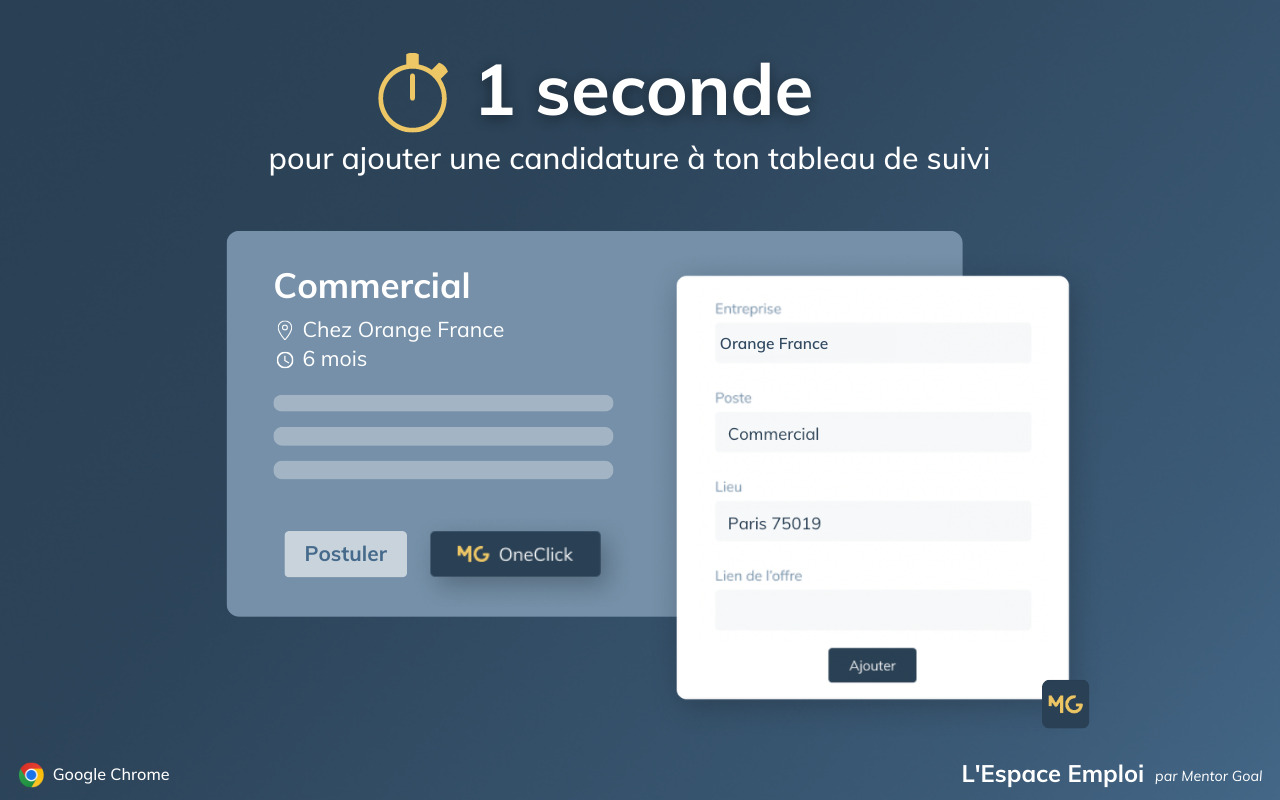 1 seconde
pour ajouter une candidature à ton tableau de suivi
Commercial
Chez Orange France
6 mois
Postuler
MG OneClick
Entreprise
Orange France
Poste
Commercial
Lieu
Paris 75019
Lien de l'offre
Ajouter
MG
Google Chrome
L'Espace Emploi par Mentor Goal